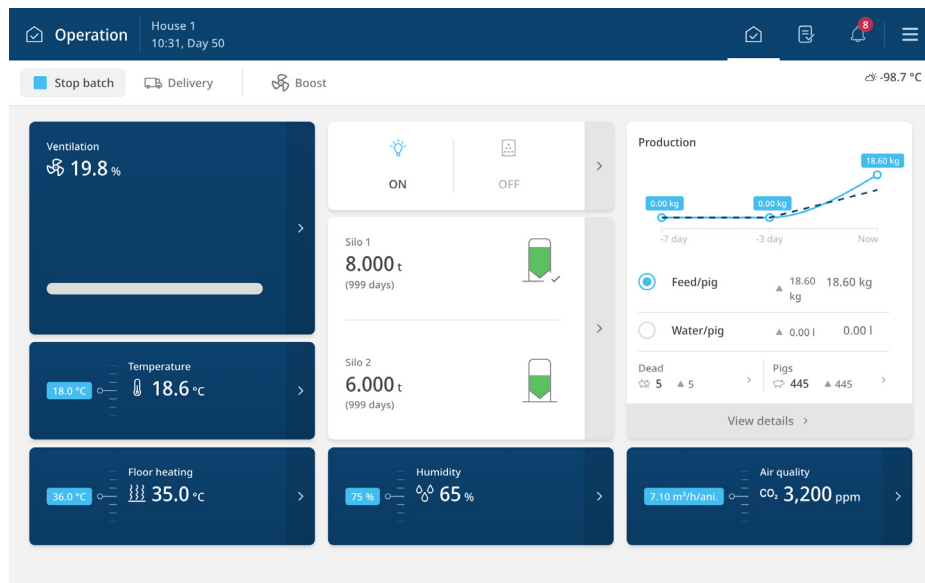 Operation
House 1
10:31, Day 50
8
Stop batch
Delivery
Boost
-98.7 °C
Ventilation
19.8 %
ON
OFF
Production
18.60 kg
0.00 kg
0.00 kg
-7 day
-3 day
Now
Feed/pig
▲ 18.60 kg
18.60 kg
Water/pig
▲ 0.00 l
0.00 l
Dead
5 ▲ 5
Pigs
445 ▲ 445
View details
Silo 1
8.000 t
(999 days)
Silo 2
6.000 t
(999 days)
Temperature
18.0 °C
18.6 °C
Floor heating
36.0 °C
35.0 °C
Humidity
75 %
65 %
Air quality
7.10 m³/h/ani.
CO₂ 3,200 ppm